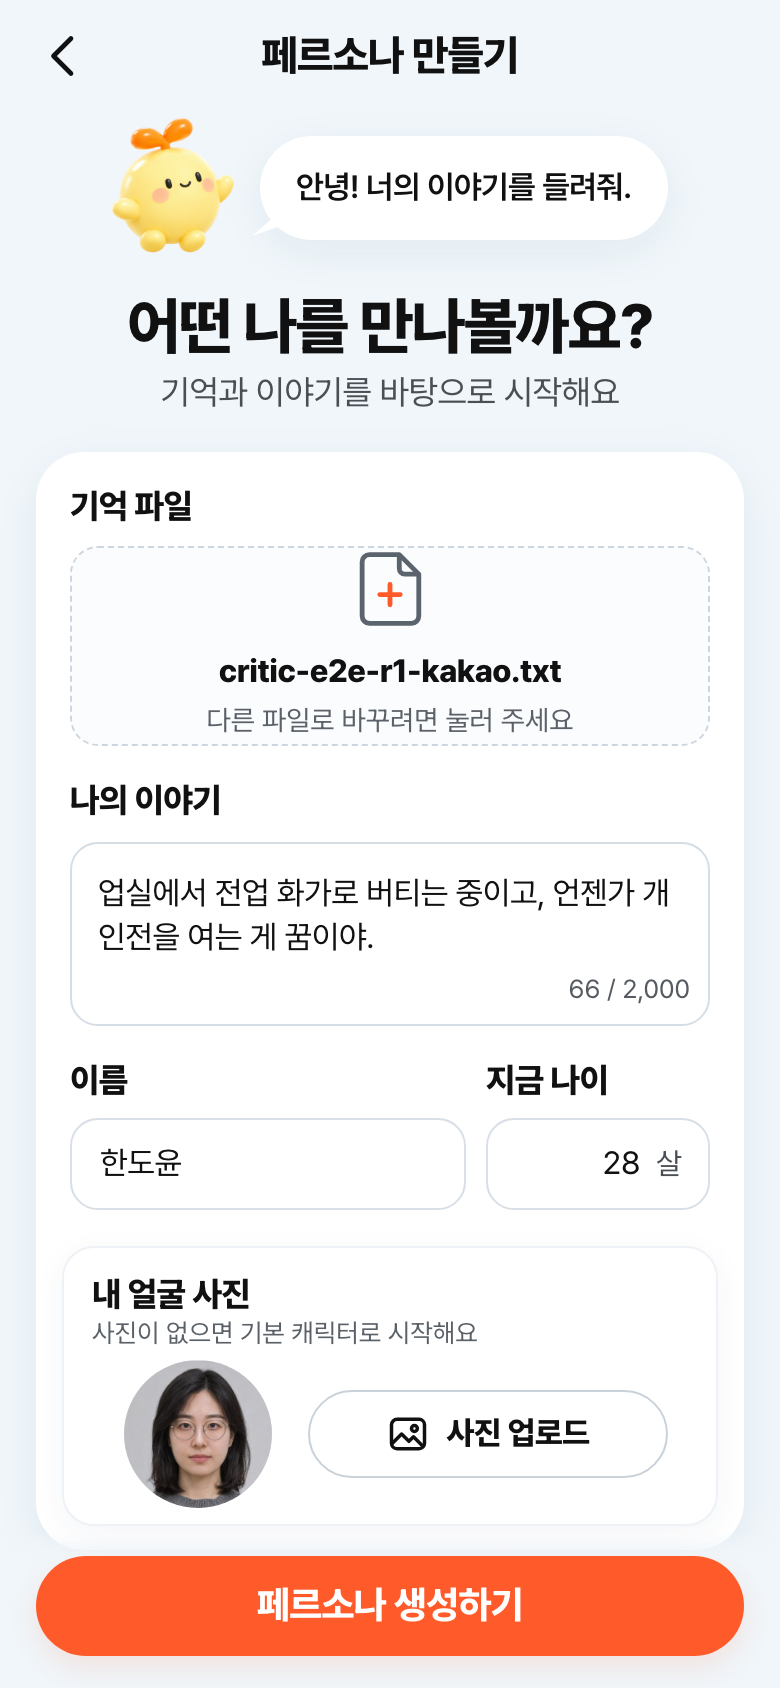 페르소나 만들기
안녕! 너의 이야기를 들려줘.
어떤 나를 만나볼까요?
기억과 이야기를 바탕으로 시작해요
기억 파일
critic-e2e-r1-kakao.txt
다른 파일로 바꾸려면 눌러 주세요
나의 이야기
업실에서 전업 화가로 버티는 중이고, 언젠가 개
인전을 여는 게 꿈이야.
66 / 2,000
이름
지금 나이
한도윤
28 살
내 얼굴 사진
사진이 없으면 기본 캐릭터로 시작해요
사진 업로드
페르소나 생성하기